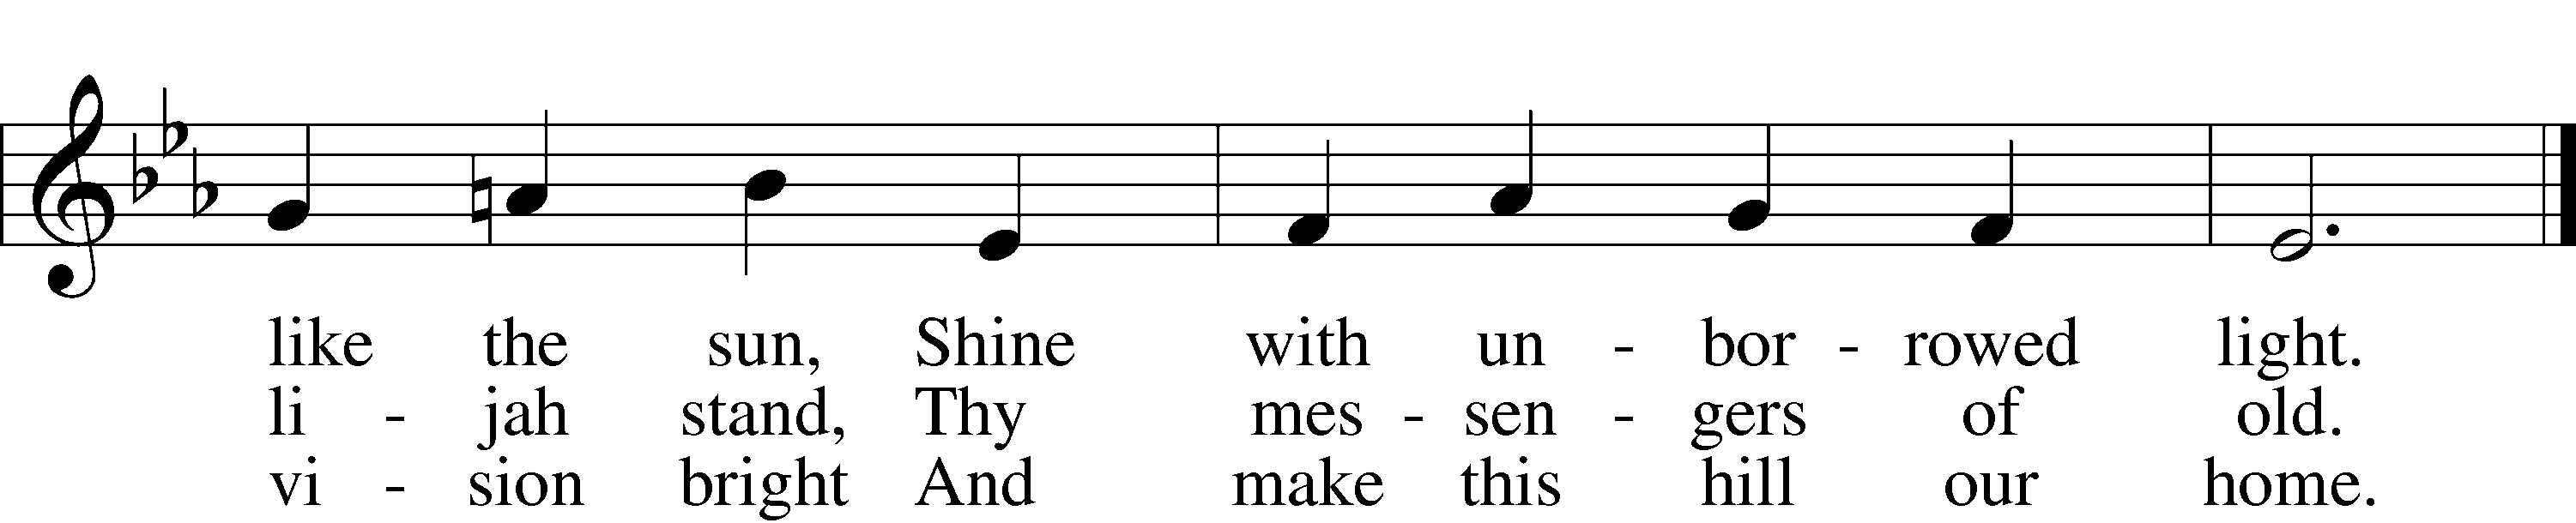 like the sun, Shine with un - bor - rowed light.
li - jah stand, Thy mes - sen - gers of old.
vi - sion bright And make this hill our home.